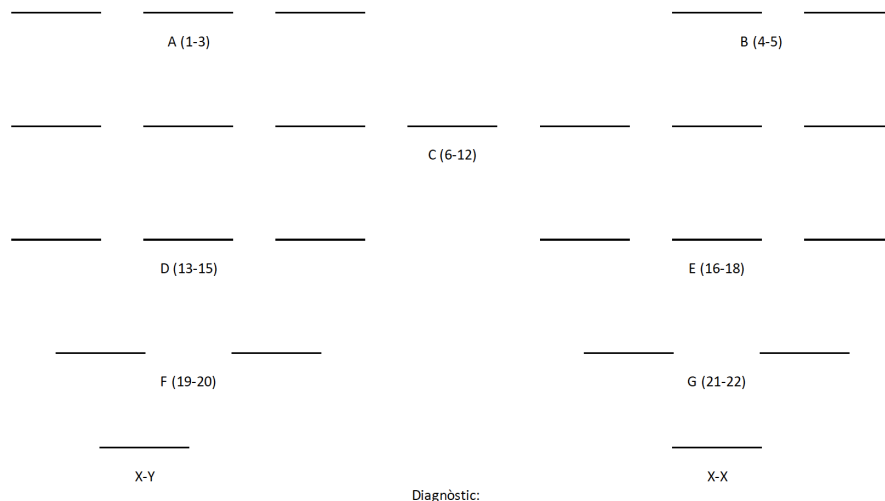 A (1-3) B (4-5)
C (6-12)
D (13-15) E (16-18)
F (19-20) G (21-22)
X-Y X-X
Diagnòstic: